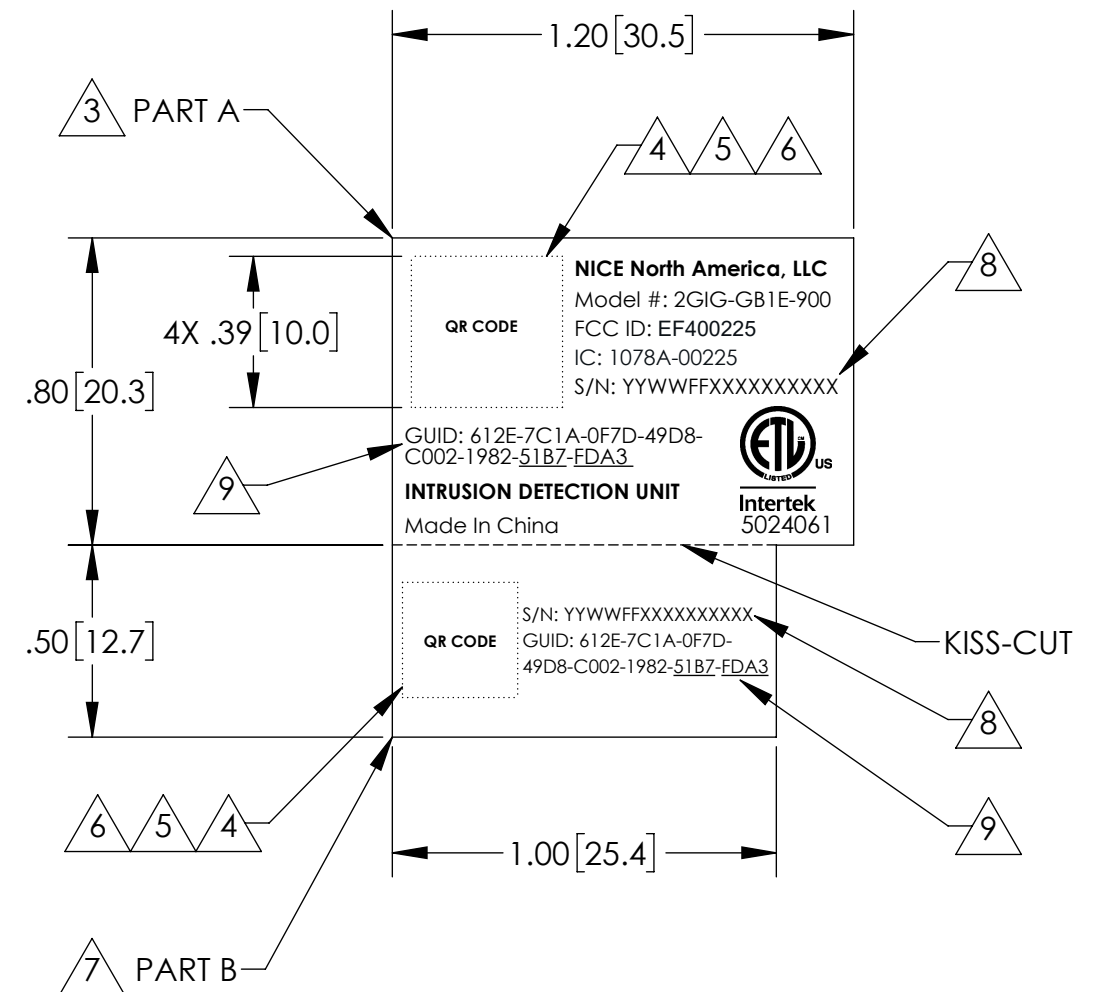 1.20[30.5]
3 PART A
4 5 6
8
4X .39[10.0]
.80[20.3]
QR CODE
NICE North America, LLC
Model #: 2GIG-GB1E-900
FCC ID: EF400225
IC: 1078A-00225
S/N: YYWWFFXXXXXXXXXX
GUID: 612E-7C1A-0F7D-49D8-
C002-1982-51B7-FDA3
9
INTRUSION DETECTION UNIT
Made In China
ETL CM
LISTED
US
Intertek
5024061
.50[12.7]
QR CODE
S/N: YYWWFFXXXXXXXXXX
GUID: 612E-7C1A-0F7D-
49D8-C002-1982-51B7-FDA3
KISS-CUT
8
6 5 4
9
1.00[25.4]
7 PART B